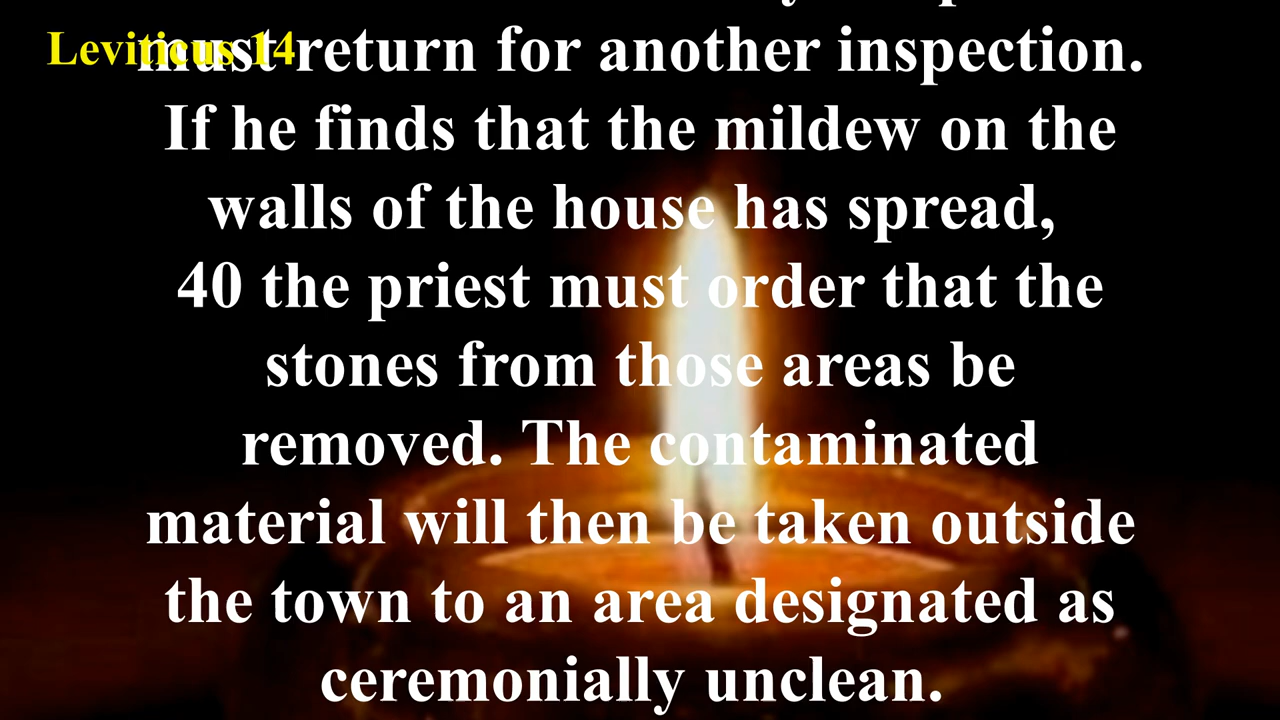 Leviticus 14
must return for another inspection.
If he finds that the mildew on the
walls of the house has spread,
40 the priest must order that the
stones from those areas be
removed. The contaminated
material will then be taken outside
the town to an area designated as
ceremonially unclean.